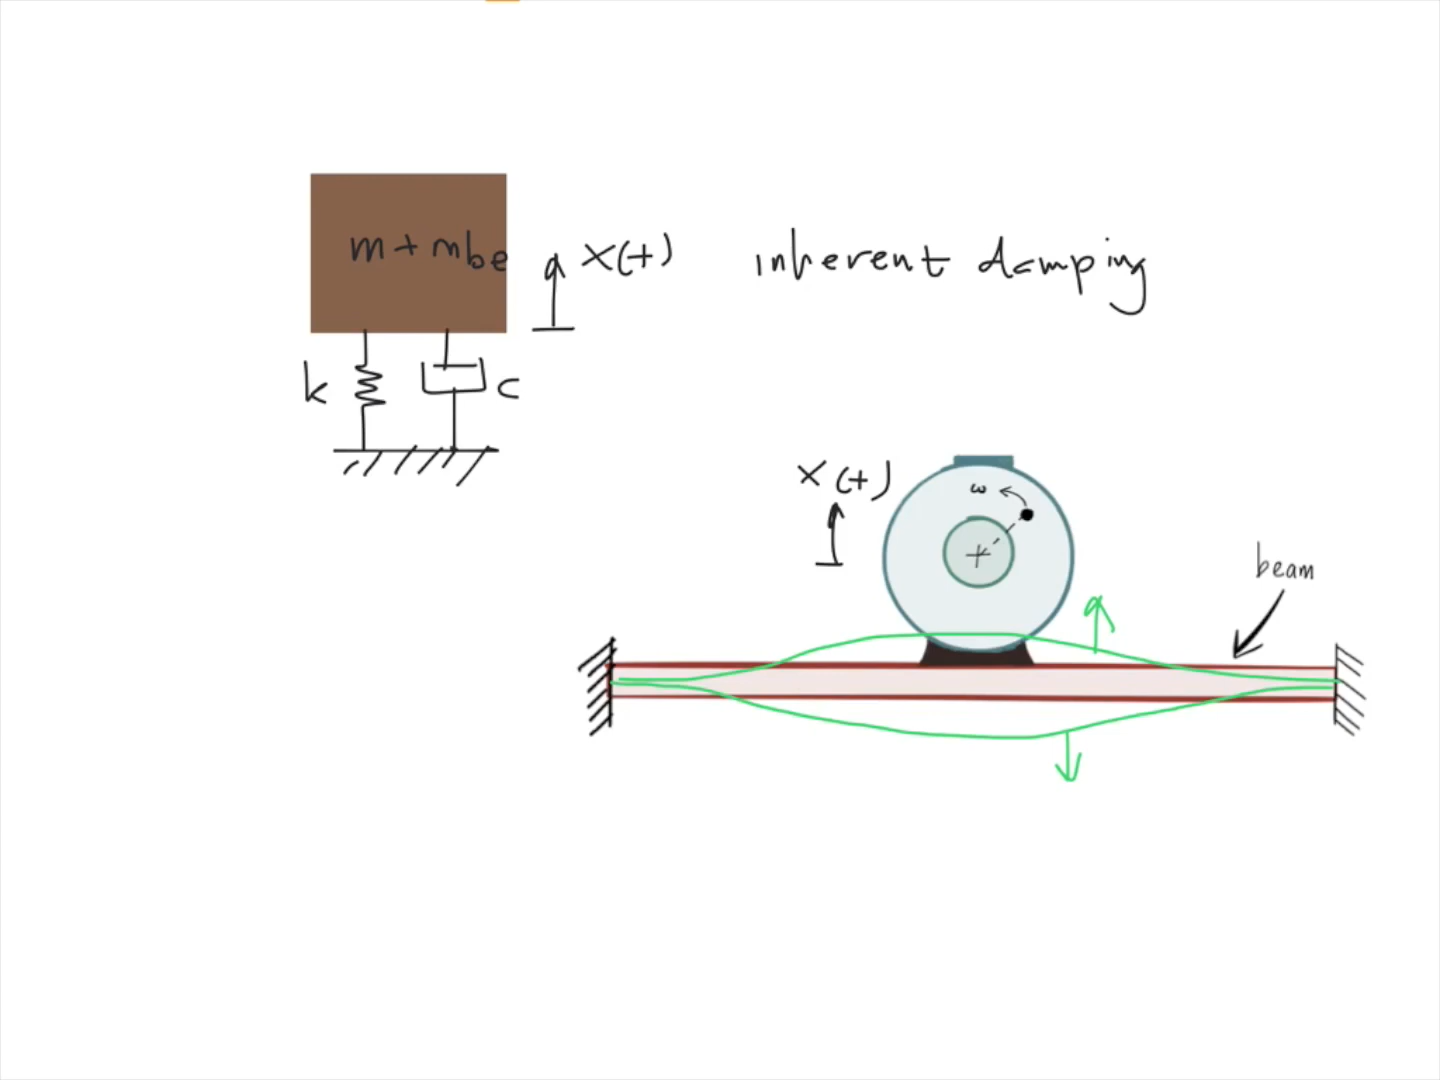 m + mbe
x(t)
inherent damping
k
c
x(t)
ω
beam